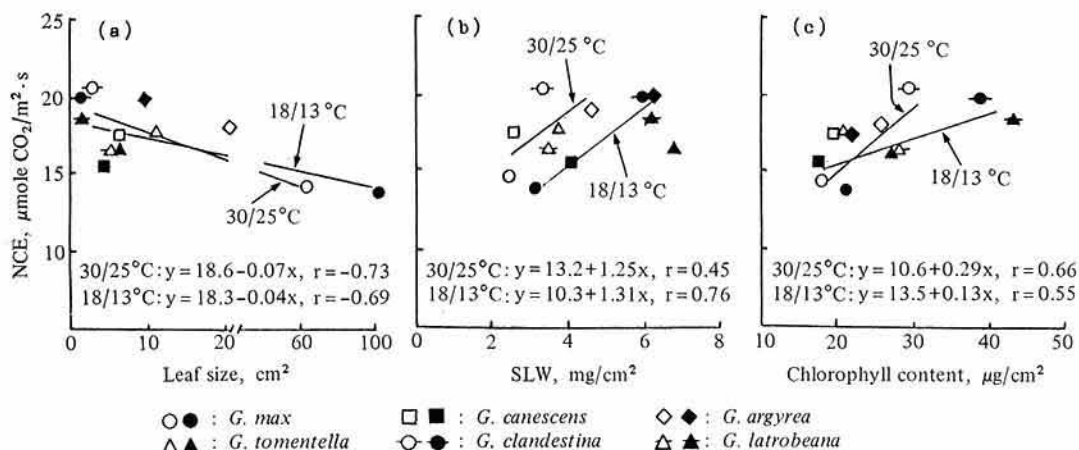 NCE, μmole CO₂/m²·s
25
20
15
10
(a)
18/13 °C
30/25°C
30/25°C: y=18.6−0.07x, r=−0.73
18/13°C: y=18.3−0.04x, r=−0.69
0 10 20 60 100
Leaf size, cm²
(b)
30/25 °C
18/13 °C
30/25°C: y=13.2+1.25x, r=0.45
18/13°C: y=10.3+1.31x, r=0.76
0 2 4 6 8
SLW, mg/cm²
(c)
30/25 °C
18/13 °C
30/25°C: y=10.6+0.29x, r=0.66
18/13°C: y=13.5+0.13x, r=0.55
10 20 30 40 50
Chlorophyll content, μg/cm²
: G. max : G. canescens : G. argyrea
: G. tomentella : G. clandestina : G. latrobeana